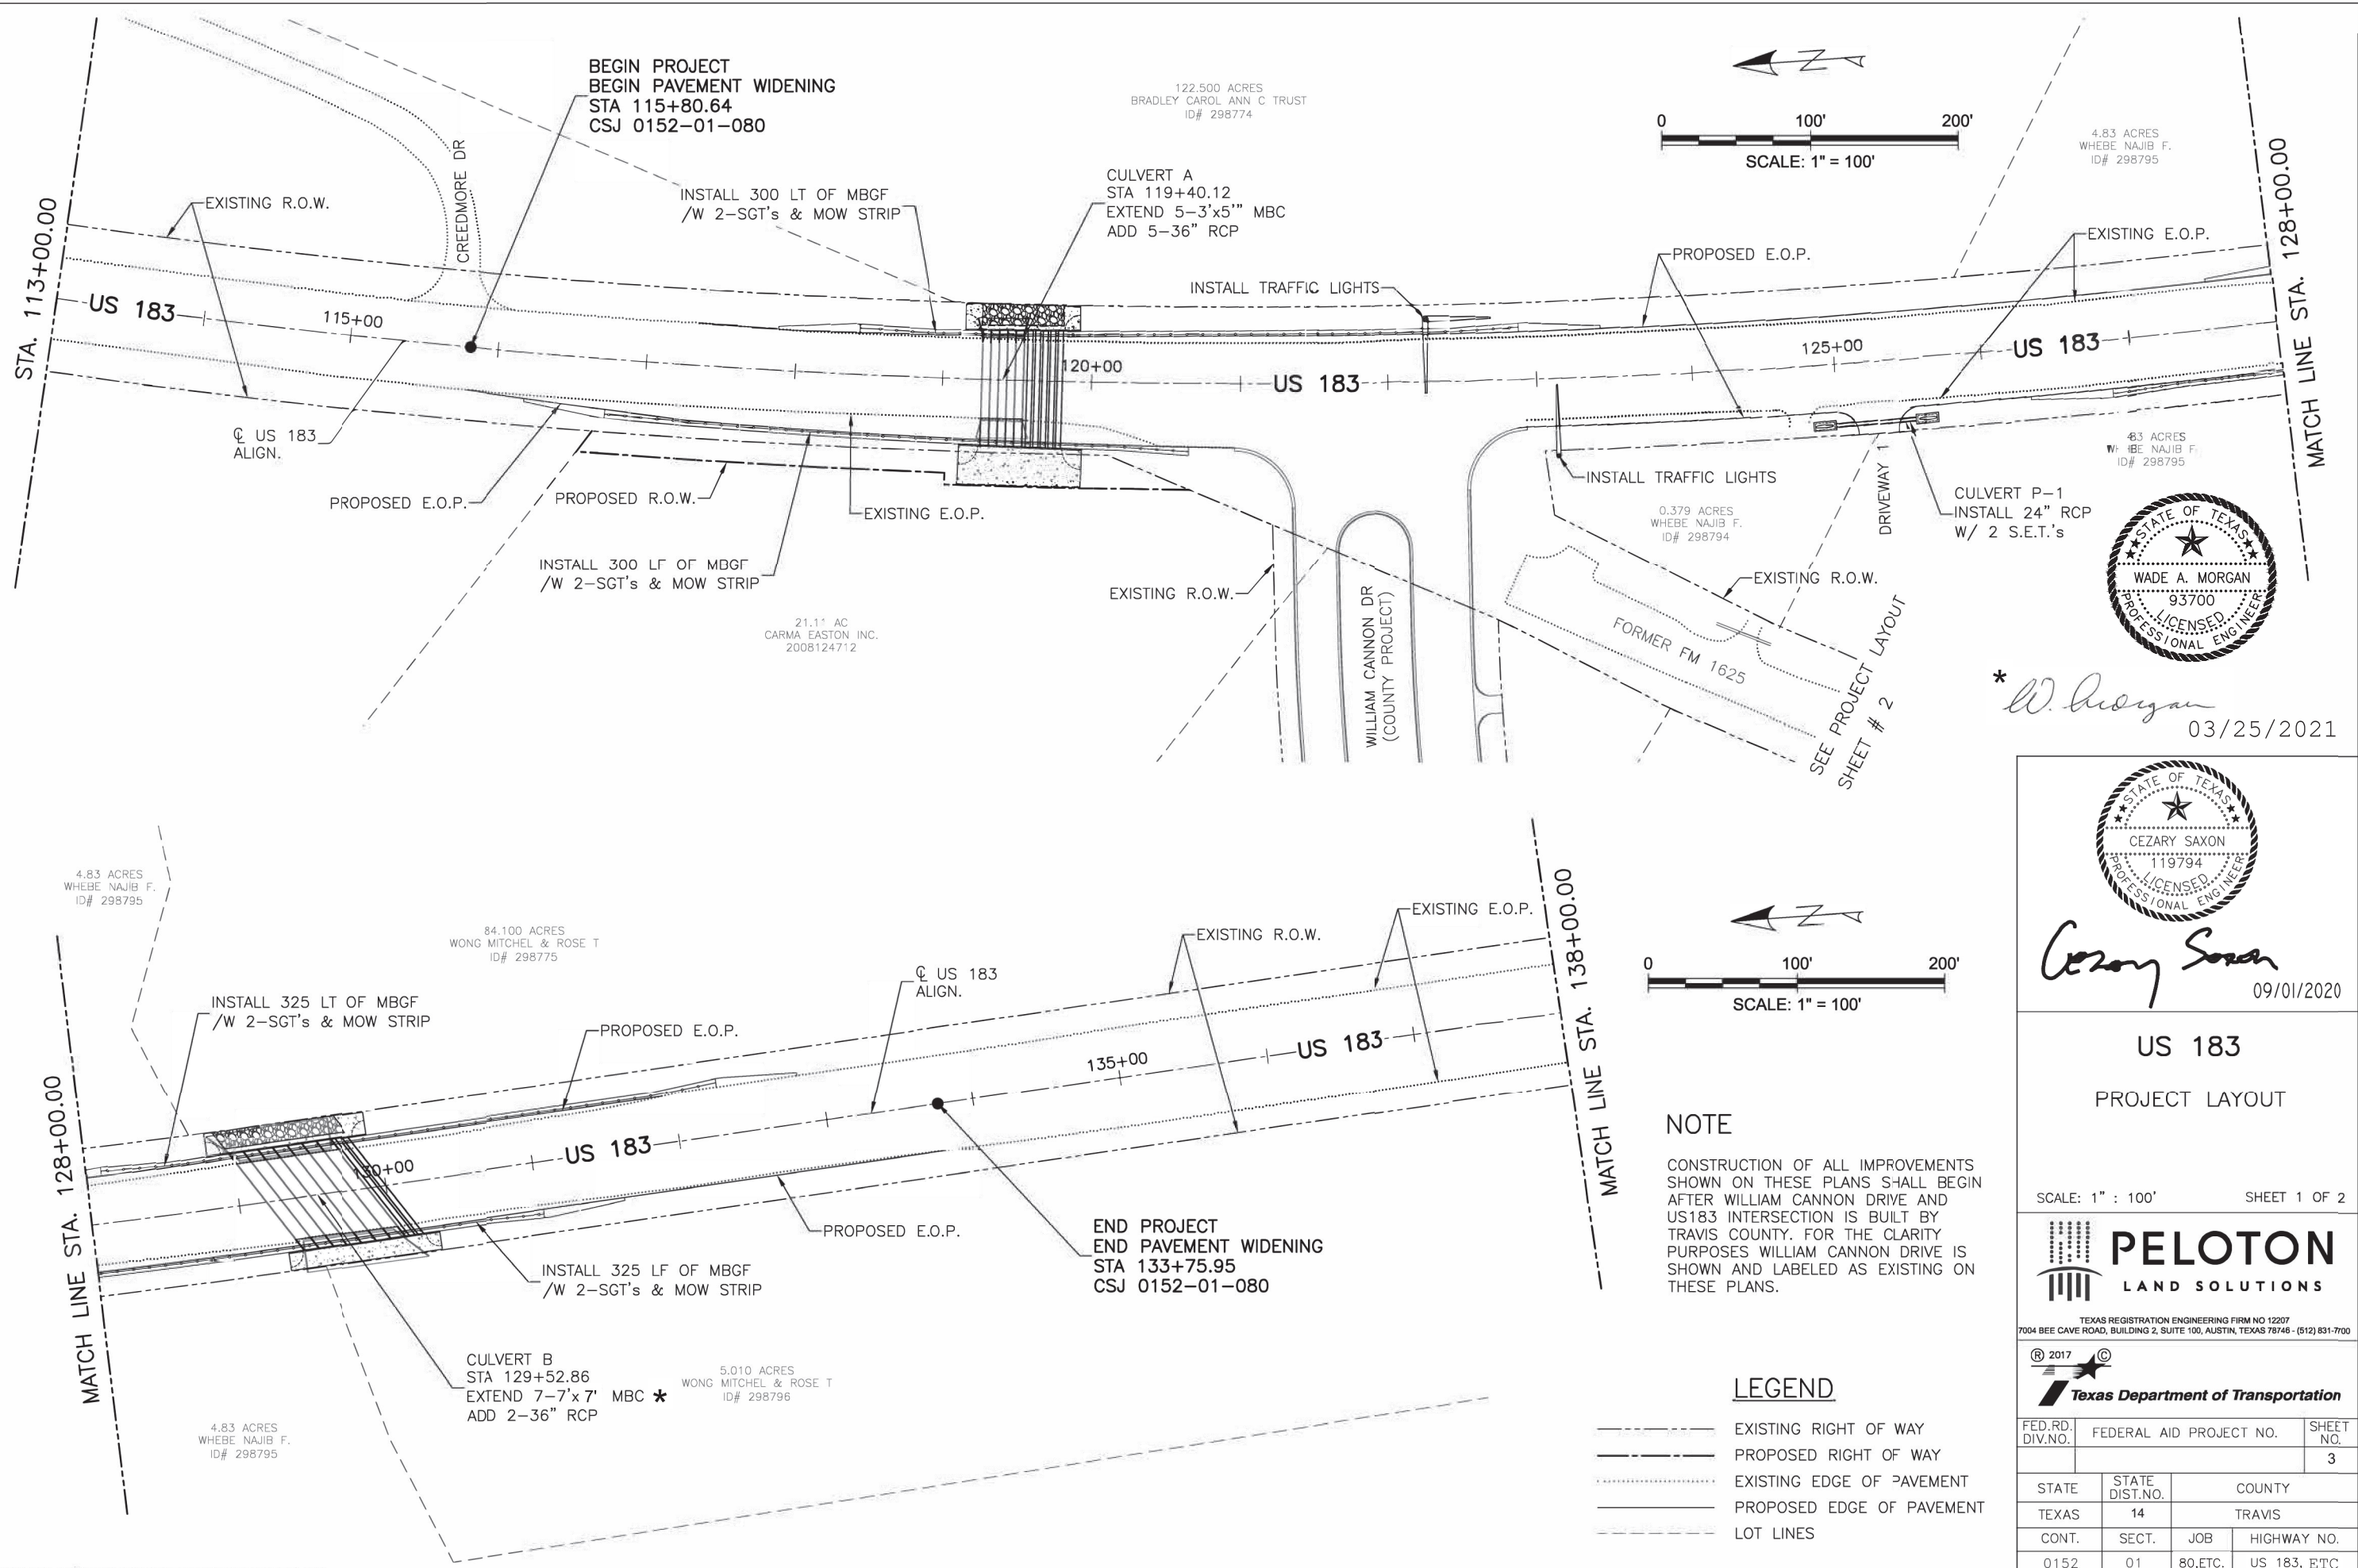 BEGIN PROJECT
BEGIN PAVEMENT WIDENING
STA 115+80.64
CSJ 0152-01-080
122.500 ACRES
BRADLEY CAROL ANN C TRUST
ID# 298774
Z
0 100' 200'
SCALE: 1" = 100'
4.83 ACRES
WHEBE NAJIB F.
ID# 298795
STA. 113+00.00
EXISTING R.O.W.
CREEDMORE DR
INSTALL 300 LT OF MBGF
/W 2-SGT's & MOW STRIP
CULVERT A
STA 119+40.12
EXTEND 5-3'x5'" MBC
ADD 5-36" RCP
INSTALL TRAFFIC LIGHTS
PROPOSED E.O.P.
EXISTING E.O.P.
MATCH LINE STA. 128+00.00
US 183
115+00
120+00
US 183
125+00
US 183
℄ US 183
ALIGN.
PROPOSED E.O.P.
PROPOSED R.O.W.
EXISTING E.O.P.
INSTALL 300 LF OF MBGF
/W 2-SGT's & MOW STRIP
21.11 AC
CARMA EASTON INC.
2008124712
EXISTING R.O.W.
WILLIAM CANNON DR
(COUNTY PROJECT)
INSTALL TRAFFIC LIGHTS
0.379 ACRES
WHEBE NAJIB F.
ID# 298794
DRIVEWAY 1
EXISTING R.O.W.
FORMER FM 1625
SEE PROJECT LAYOUT
SHEET # 2
ACRES
NAJIB F.
ID# 298795
CULVERT P-1
INSTALL 24" RCP
W/ 2 S.E.T.'s
STATE OF TEXAS
WADE A. MORGAN
93700
LICENSED
PROFESSIONAL ENGINEER
* W. Morgan
03/25/2021
4.83 ACRES
WHEBE NAJIB F.
ID# 298795
84.100 ACRES
WONG MITCHEL & ROSE T
ID# 298775
INSTALL 325 LT OF MBGF
/W 2-SGT's & MOW STRIP
PROPOSED E.O.P.
℄ US 183
ALIGN.
EXISTING R.O.W.
EXISTING E.O.P.
MATCH LINE STA. 138+00.00
Z
0 100' 200'
SCALE: 1" = 100'
MATCH LINE STA. 128+00.00
130+00
US 183
135+00
US 183
PROPOSED E.O.P.
INSTALL 325 LF OF MBGF
/W 2-SGT's & MOW STRIP
END PROJECT
END PAVEMENT WIDENING
STA 133+75.95
CSJ 0152-01-080
CULVERT B
STA 129+52.86
EXTEND 7-7'x 7' MBC *
ADD 2-36" RCP
5.010 ACRES
WONG MITCHEL & ROSE T
ID# 298796
4.83 ACRES
WHEBE NAJIB F.
ID# 298795
NOTE
CONSTRUCTION OF ALL IMPROVEMENTS
SHOWN ON THESE PLANS SHALL BEGIN
AFTER WILLIAM CANNON DRIVE AND
US183 INTERSECTION IS BUILT BY
TRAVIS COUNTY. FOR THE CLARITY
PURPOSES WILLIAM CANNON DRIVE IS
SHOWN AND LABELED AS EXISTING ON
THESE PLANS.
LEGEND
EXISTING RIGHT OF WAY
PROPOSED RIGHT OF WAY
EXISTING EDGE OF PAVEMENT
PROPOSED EDGE OF PAVEMENT
LOT LINES
STATE OF TEXAS
CEZARY SAXON
119794
LICENSED
PROFESSIONAL ENGINEER
Cezary Saxon
09/01/2020
US 183
PROJECT LAYOUT
SCALE: 1" : 100' SHEET 1 OF 2
PELOTON
LAND SOLUTIONS
TEXAS REGISTRATION ENGINEERING FIRM NO 12207
7004 BEE CAVE ROAD, BUILDING 2, SUITE 100, AUSTIN, TEXAS 78746 - (512) 831-7700
® 2017 ©
Texas Department of Transportation
FED.RD. DIV.NO. FEDERAL AID PROJECT NO. SHEET NO.
3
STATE STATE DIST.NO. COUNTY
TEXAS 14 TRAVIS
CONT. SECT. JOB HIGHWAY NO.
0152 01 80,ETC. US 183, ETC